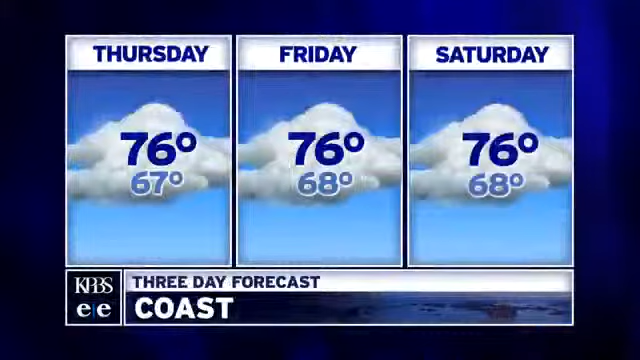 THURSDAY
FRIDAY
SATURDAY
76°
67°
76°
68°
76°
68°
KPBS
e|e
THREE DAY FORECAST
COAST